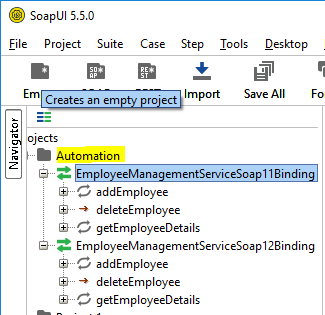 SoapUI 5.5.0
File Project Suite Case Step Tools Desktop
Import Save All
Creates an empty project
Navigator
Automation
EmployeeManagementServiceSoap11Binding
addEmployee
deleteEmployee
getEmployeeDetails
EmployeeManagementServiceSoap12Binding
addEmployee
deleteEmployee
getEmployeeDetails